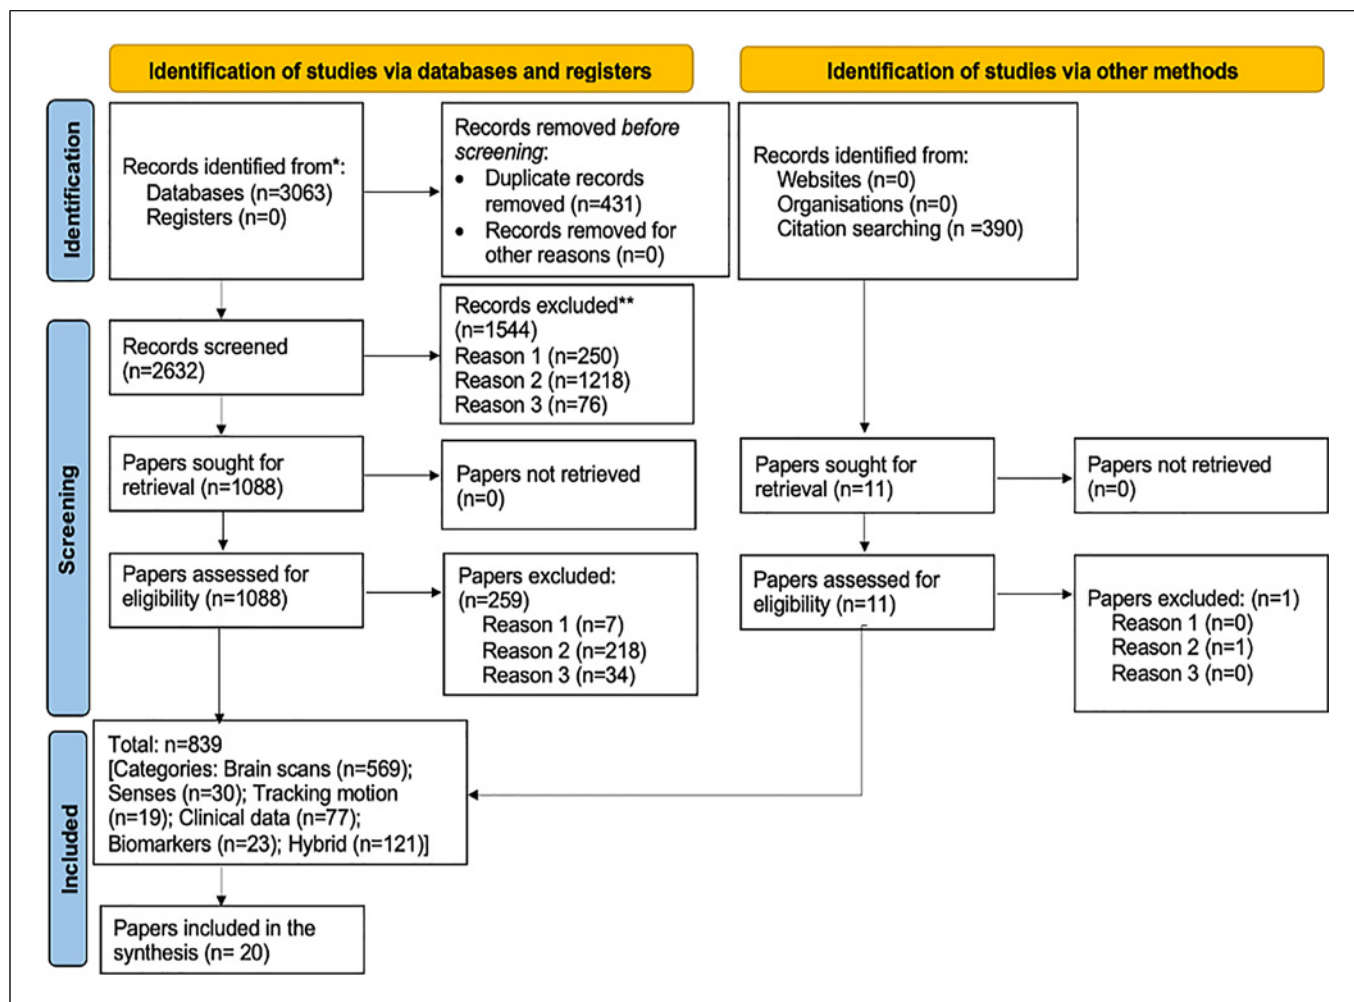 Identification of studies via databases and registers
Identification of studies via other methods
Identification
Records identified from*:
Databases (n=3063)
Registers (n=0)
Records removed before
screening:
• Duplicate records
removed (n=431)
• Records removed for
other reasons (n=0)
Records identified from:
Websites (n=0)
Organisations (n=0)
Citation searching (n =390)
Screening
Records screened
(n=2632)
Records excluded**
(n=1544)
Reason 1 (n=250)
Reason 2 (n=1218)
Reason 3 (n=76)
Papers sought for
retrieval (n=1088)
Papers not retrieved
(n=0)
Papers sought for
retrieval (n=11)
Papers not retrieved
(n=0)
Papers assessed for
eligibility (n=1088)
Papers excluded:
(n=259)
Reason 1 (n=7)
Reason 2 (n=218)
Reason 3 (n=34)
Papers assessed for
eligibility (n=11)
Papers excluded: (n=1)
Reason 1 (n=0)
Reason 2 (n=1)
Reason 3 (n=0)
Included
Total: n=839
[Categories: Brain scans (n=569);
Senses (n=30); Tracking motion
(n=19); Clinical data (n=77);
Biomarkers (n=23); Hybrid (n=121)]
Papers included in the
synthesis (n= 20)